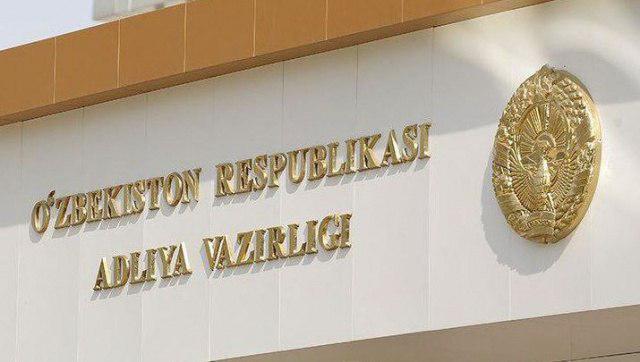 O‘ZBEKISTON RESPUBLIKASI
ADLIYA VAZIRLIGI